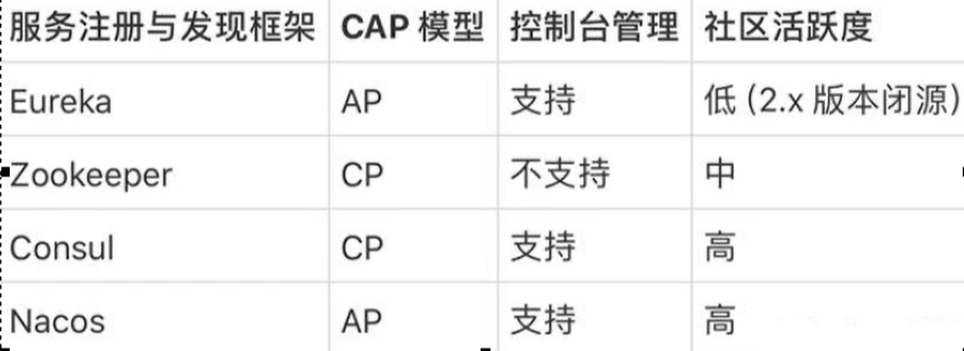 服务注册与发现框架 CAP 模型 控制台管理 社区活跃度
Eureka AP 支持 低 (2.x 版本闭源)
Zookeeper CP 不支持 中
Consul CP 支持 高
Nacos AP 支持 高